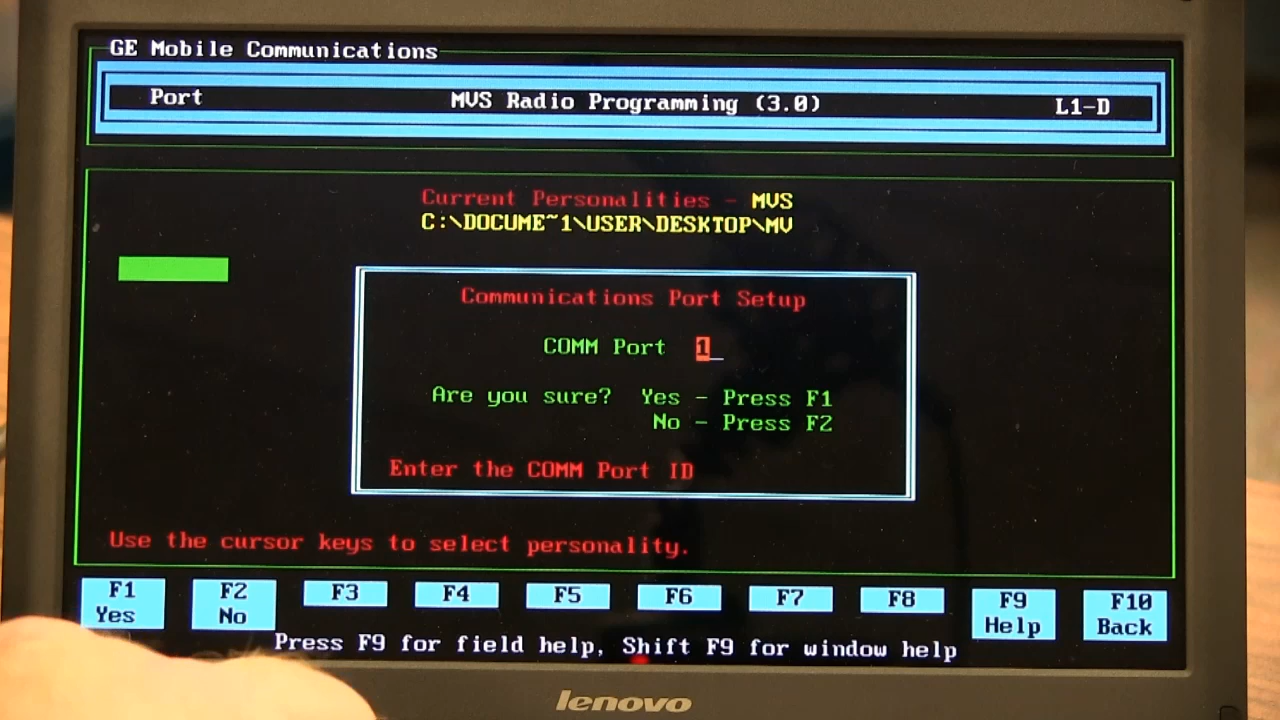 GE Mobile Communications
Port MVS Radio Programming (3.0) L1-D
Current Personalities - MVS
C:\DOCUME~1\USER\DESKTOP\MV
Communications Port Setup
COMM Port 1_
Are you sure? Yes - Press F1
No - Press F2
Enter the COMM Port ID
Use the cursor keys to select personality.
F1 F2 F3 F4 F5 F6 F7 F8 F9 F10
Yes No Help Back
Press F9 for field help, Shift F9 for window help
lenovo